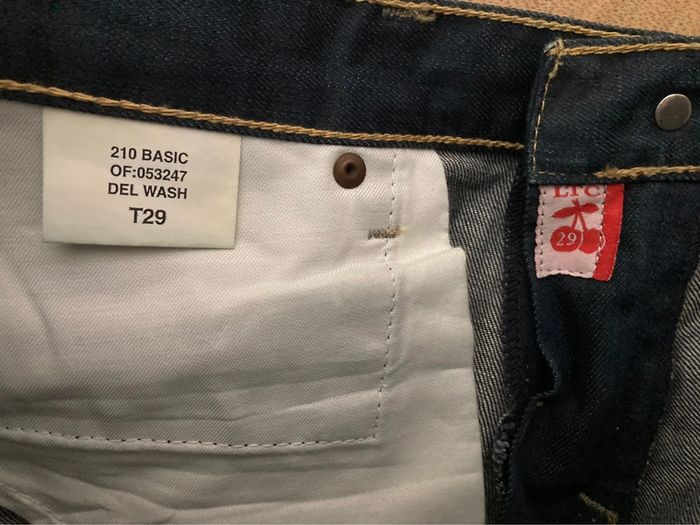 210 BASIC
OF:053247
DEL WASH
T29
LTC
29